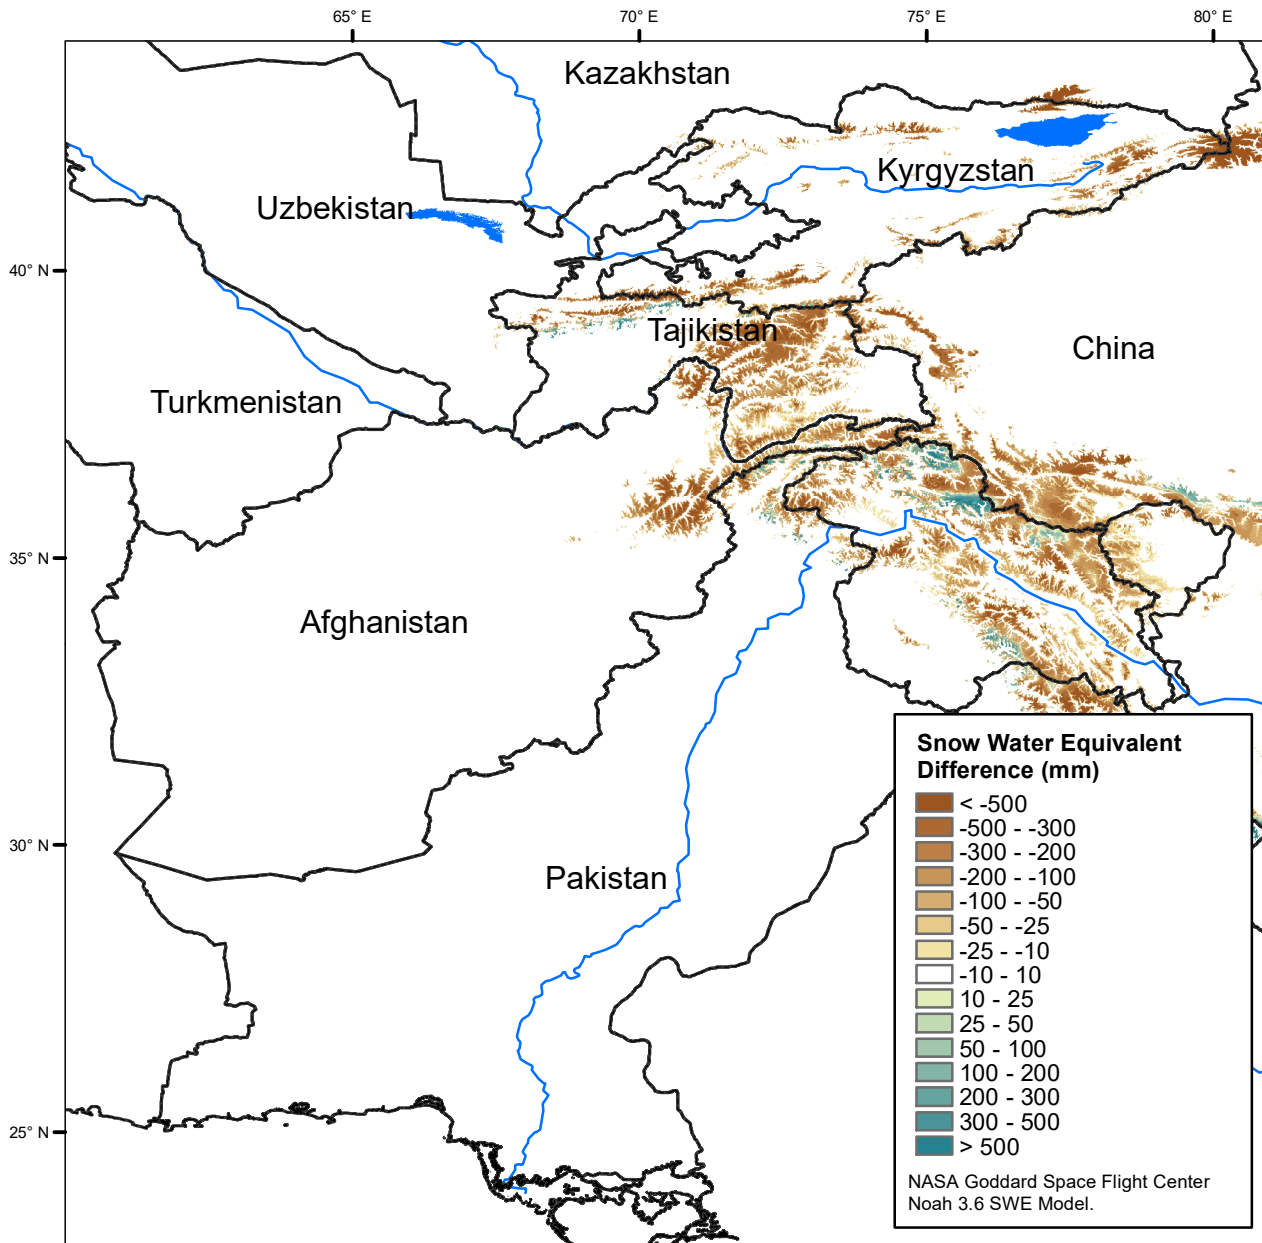 65° E
70° E
75° E
80° E
Kazakhstan
Kyrgyzstan
Uzbekistan
40° N
Tajikistan
China
Turkmenistan
35° N
Afghanistan
30° N
Pakistan
25° N
Snow Water Equivalent
Difference (mm)
< -500
-500 - -300
-300 - -200
-200 - -100
-100 - -50
-50 - -25
-25 - -10
-10 - 10
10 - 25
25 - 50
50 - 100
100 - 200
200 - 300
300 - 500
> 500
NASA Goddard Space Flight Center
Noah 3.6 SWE Model.